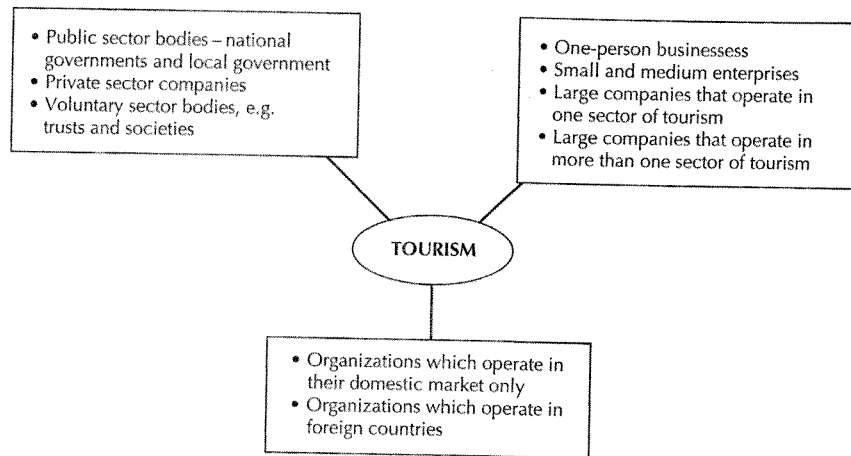 • Public sector bodies – national
governments and local government
• Private sector companies
• Voluntary sector bodies, e.g.
trusts and societies
• One-person businessess
• Small and medium enterprises
• Large companies that operate in
one sector of tourism
• Large companies that operate in
more than one sector of tourism
TOURISM
• Organizations which operate in
their domestic market only
• Organizations which operate in
foreign countries